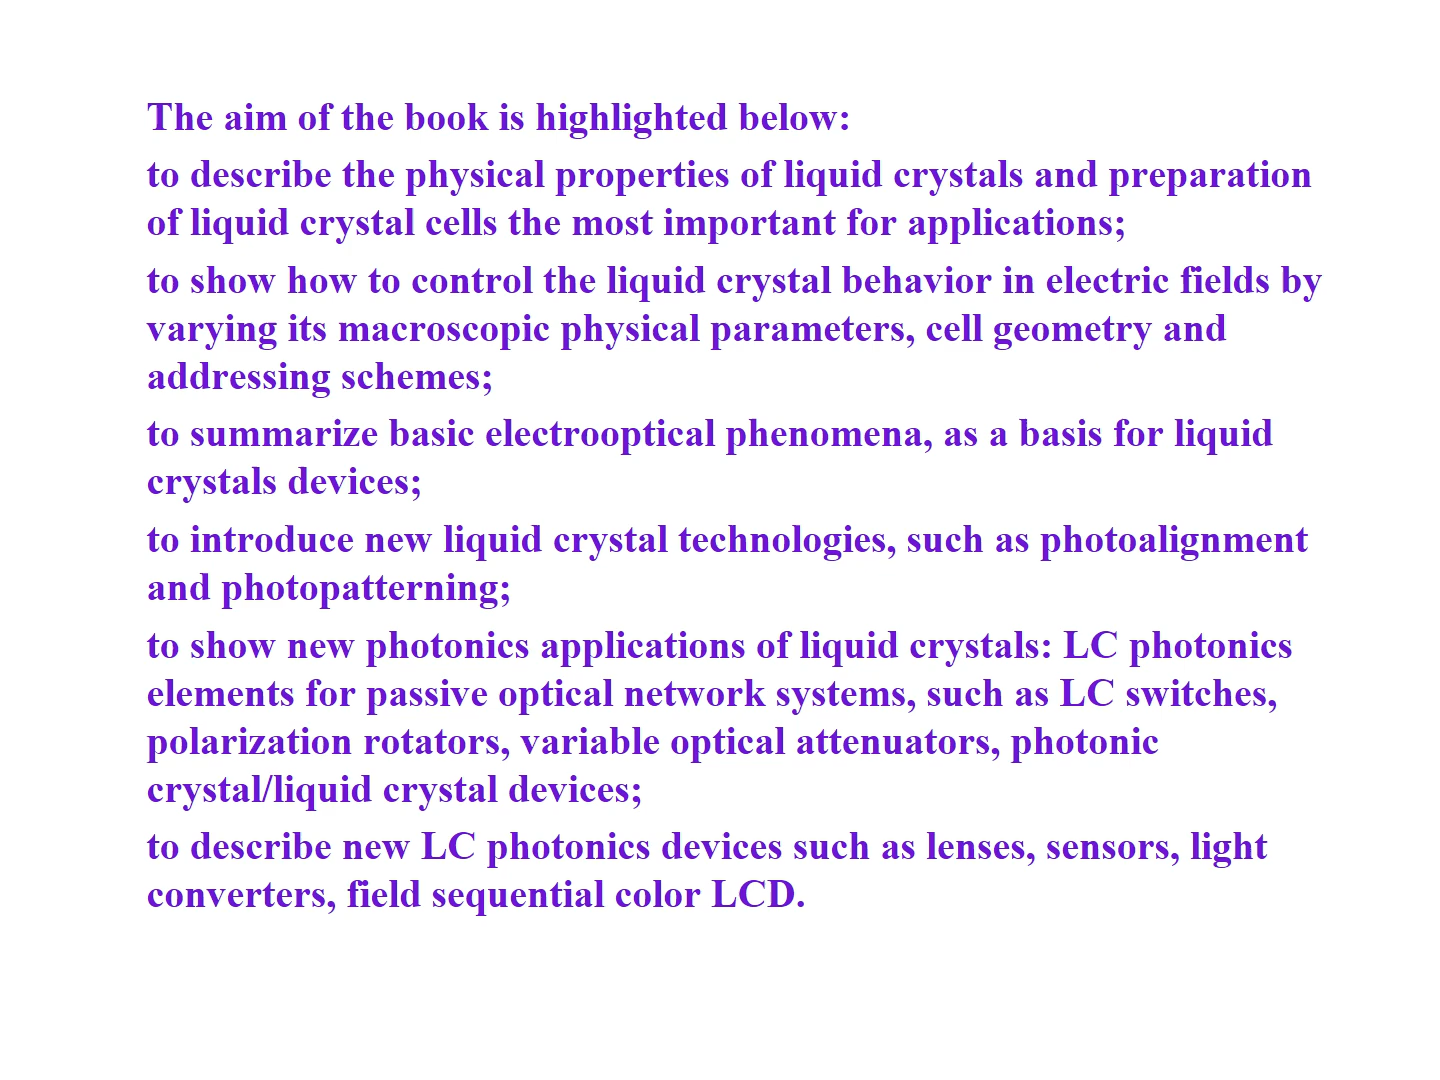 The aim of the book is highlighted below:
to describe the physical properties of liquid crystals and preparation
of liquid crystal cells the most important for applications;
to show how to control the liquid crystal behavior in electric fields by
varying its macroscopic physical parameters, cell geometry and
addressing schemes;
to summarize basic electrooptical phenomena, as a basis for liquid
crystals devices;
to introduce new liquid crystal technologies, such as photoalignment
and photopatterning;
to show new photonics applications of liquid crystals: LC photonics
elements for passive optical network systems, such as LC switches,
polarization rotators, variable optical attenuators, photonic
crystal/liquid crystal devices;
to describe new LC photonics devices such as lenses, sensors, light
converters, field sequential color LCD.